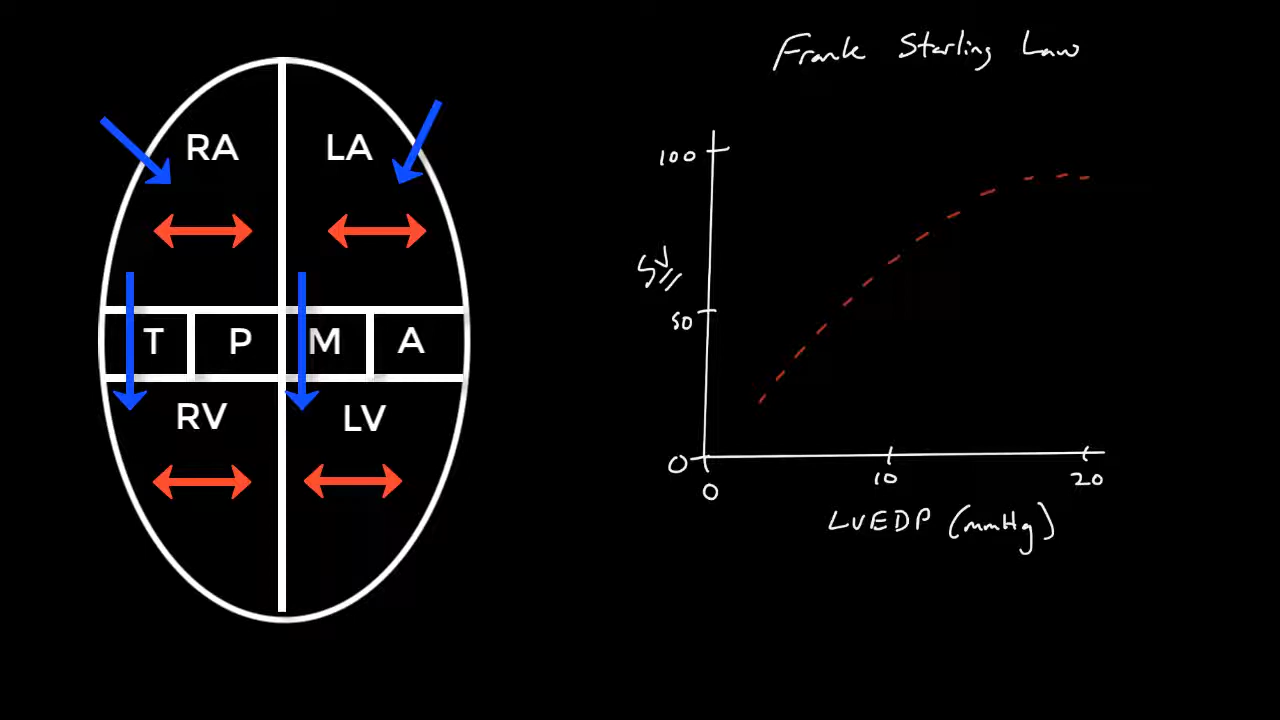 RA LA
T P M A
RV LV
Frank Starling Law
100
SV
50
0
0 10 20
LVEDP (mmHg)